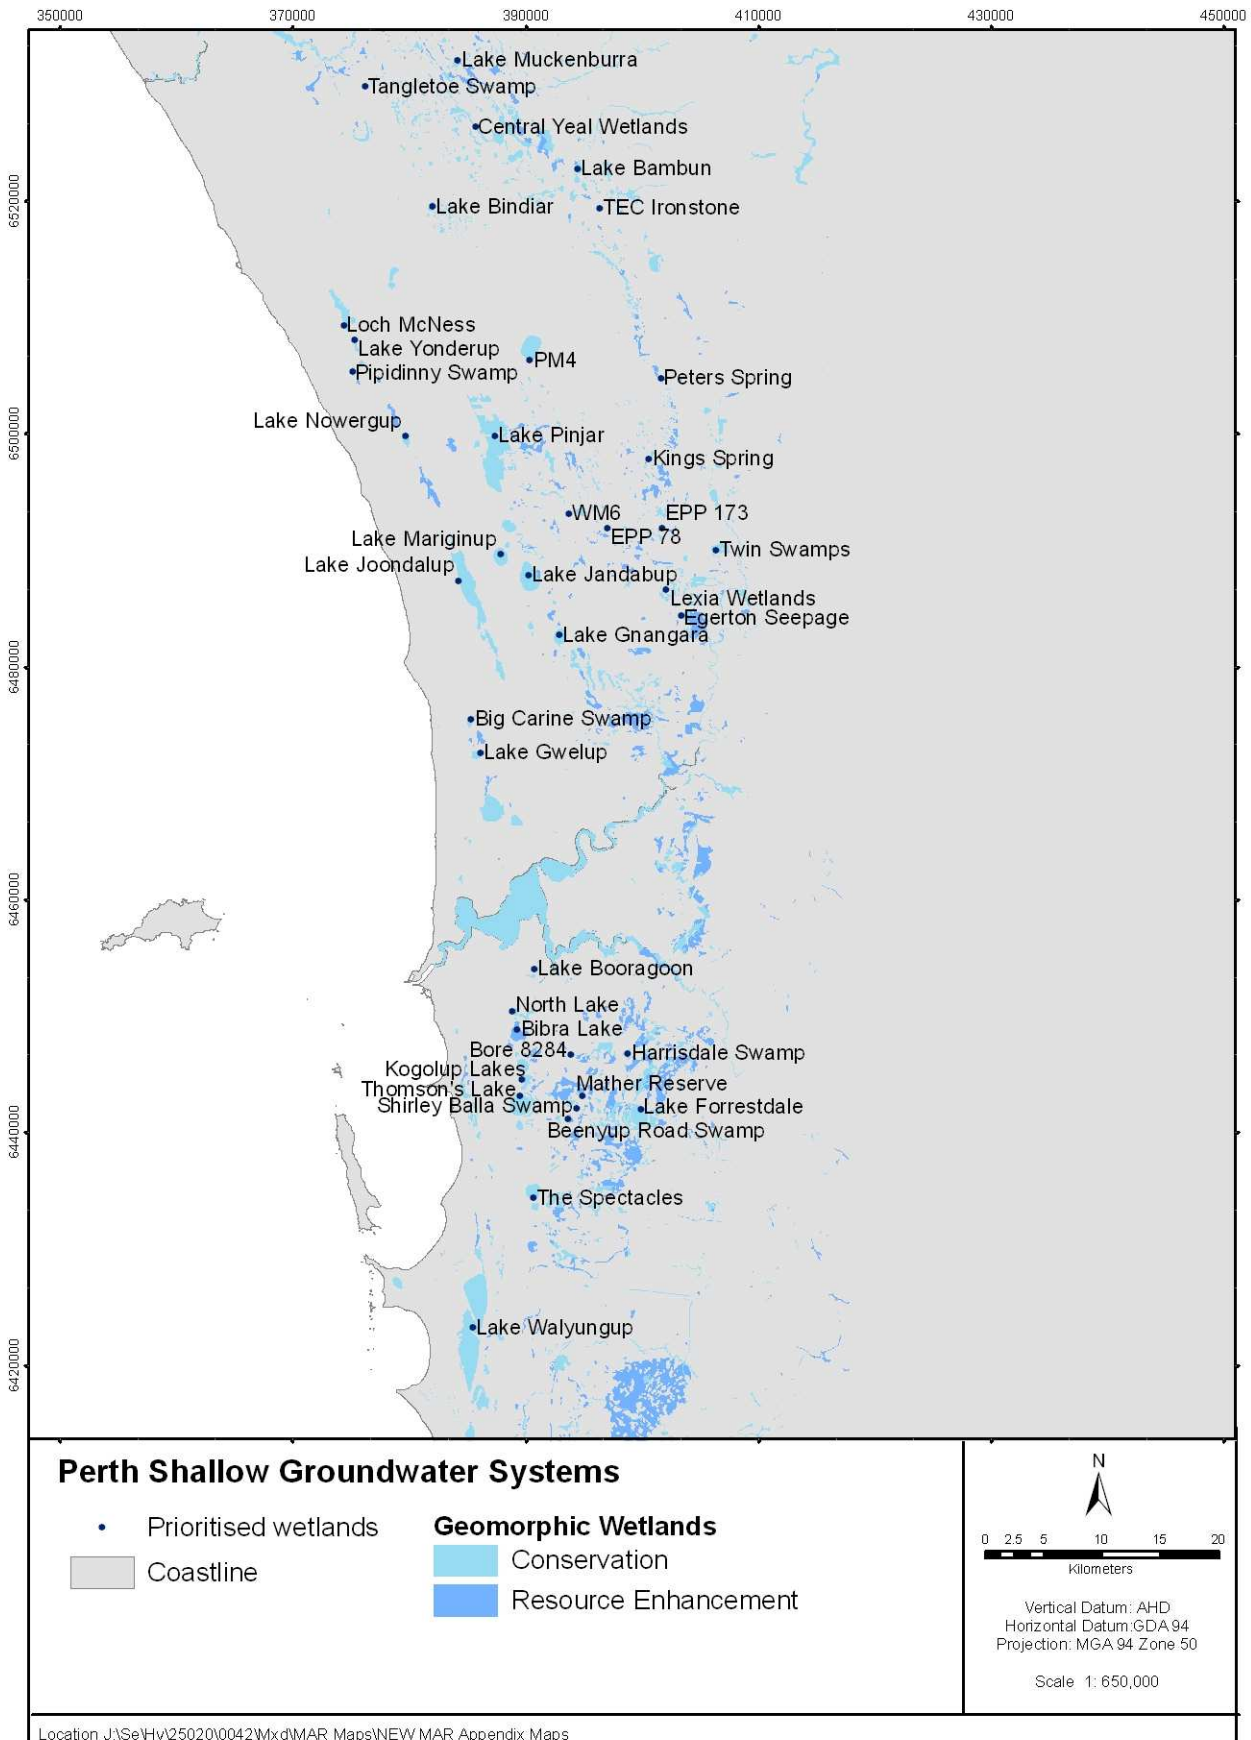 350000
370000
390000
410000
430000
450000
Lake Muckenburra
Tangletoe Swamp
Central Yeal Wetlands
Lake Bambun
6520000
Lake Bindiar
TEC Ironstone
Loch McNess
Lake Yonderup
PM4
Pipidinny Swamp
Peters Spring
Lake Nowergup
6500000
Lake Pinjar
Kings Spring
WM6
EPP 173
EPP 78
Lake Mariginup
Twin Swamps
Lake Joondalup
Lake Jandabup
Lexia Wetlands
Egerton Seepage
Lake Gnangara
6480000
Big Carine Swamp
Lake Gwelup
6460000
Lake Booragoon
North Lake
Bibra Lake
Bore 8284
Harrisdale Swamp
Kogolup Lakes
Mather Reserve
Thomson's Lake
Shirley Balla Swamp
Lake Forrestdale
6440000
Beenyup Road Swamp
The Spectacles
Lake Walyungup
6420000
Perth Shallow Groundwater Systems
Prioritised wetlands
Coastline
Geomorphic Wetlands
Conservation
Resource Enhancement
N
0 2.5 5 10 15 20
Kilometers
Vertical Datum: AHD
Horizontal Datum:GDA 94
Projection: MGA 94 Zone 50
Scale 1: 650,000
Location J:\Se\Hy\25020\0042\Mxd\MAR Maps\NEW MAR Appendix Maps